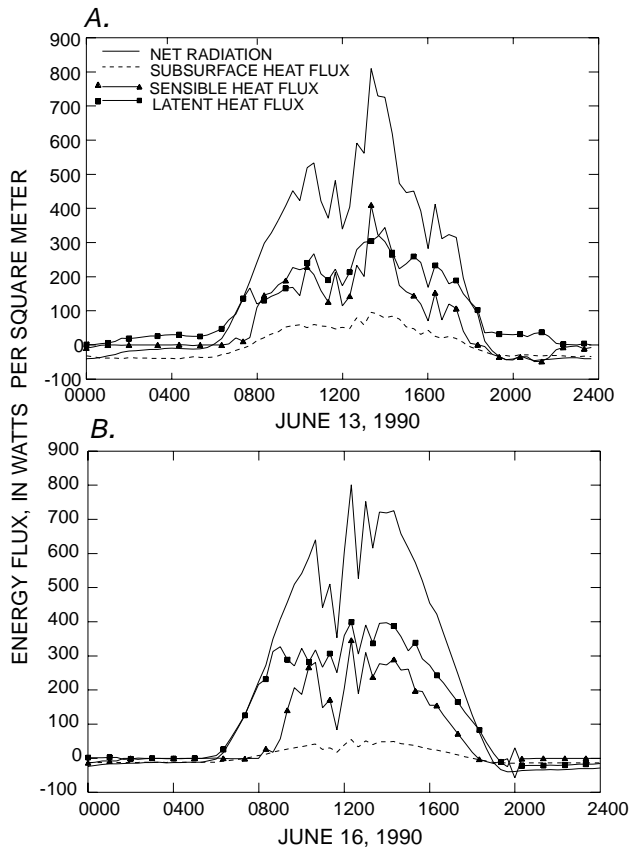 A.
900
800
700
600
500
400
300
200
100
0
-100
NET RADIATION
SUBSURFACE HEAT FLUX
SENSIBLE HEAT FLUX
LATENT HEAT FLUX
0000 0400 0800 1200 1600 2000 2400
JUNE 13, 1990
ENERGY FLUX, IN WATTS PER SQUARE METER
B.
900
800
700
600
500
400
300
200
100
0
-100
0000 0400 0800 1200 1600 2000 2400
JUNE 16, 1990